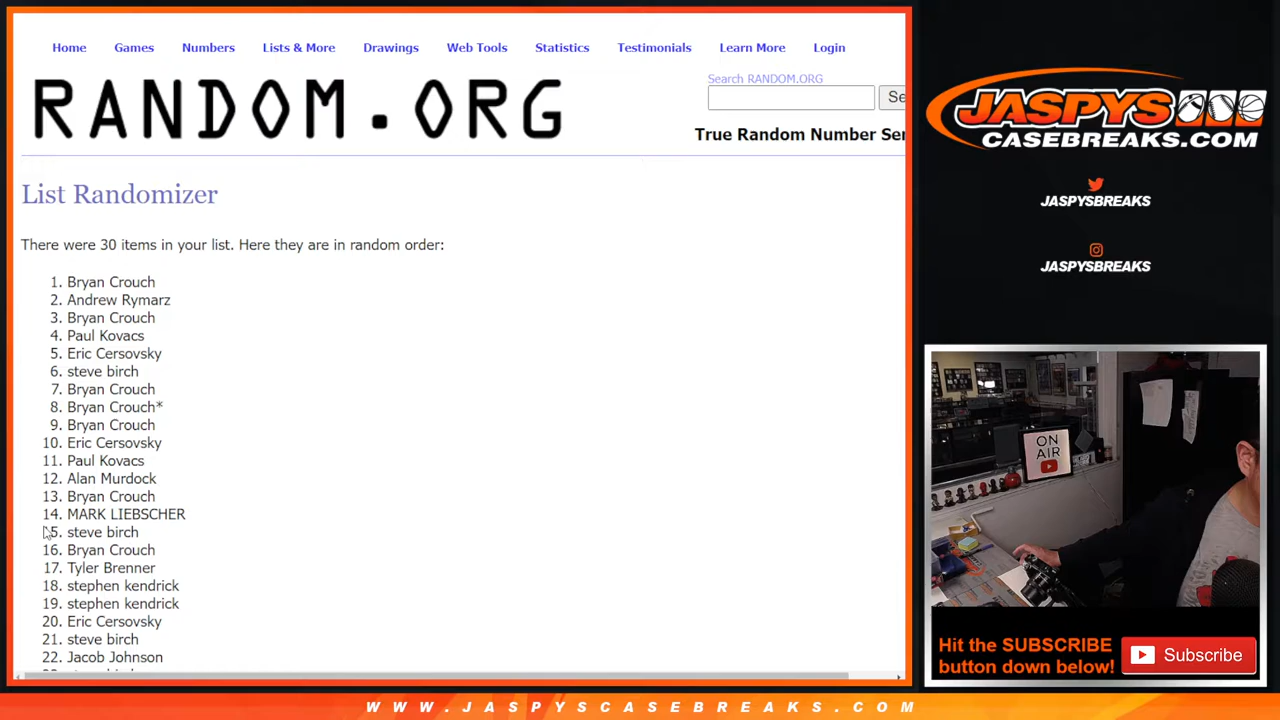 Home Games Numbers Lists & More Drawings Web Tools Statistics Testimonials Learn More Login
Search RANDOM.ORG
RANDOM.ORG
Se
True Random Number Ser
List Randomizer
There were 30 items in your list. Here they are in random order:
1. Bryan Crouch
2. Andrew Rymarz
3. Bryan Crouch
4. Paul Kovacs
5. Eric Cersovsky
6. steve birch
7. Bryan Crouch
8. Bryan Crouch*
9. Bryan Crouch
10. Eric Cersovsky
11. Paul Kovacs
12. Alan Murdock
13. Bryan Crouch
14. MARK LIEBSCHER
15. steve birch
16. Bryan Crouch
17. Tyler Brenner
18. stephen kendrick
19. stephen kendrick
20. Eric Cersovsky
21. steve birch
22. Jacob Johnson
JASPYS
CASEBREAKS.COM
JASPYSBREAKS
JASPYSBREAKS
ON
AIR
Hit the SUBSCRIBE
button down below!
Subscribe
WWW.JASPYSCASEBREAKS.COM